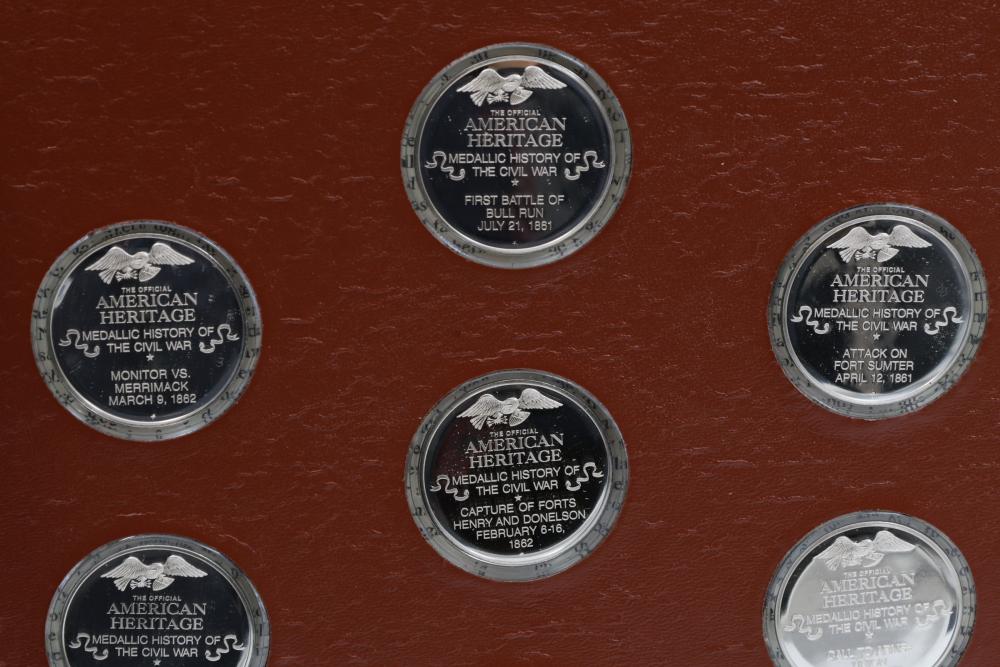 THE OFFICIAL
AMERICAN
HERITAGE
MEDALLIC HISTORY OF
THE CIVIL WAR
FIRST BATTLE OF
BULL RUN
JULY 21, 1861
THE OFFICIAL
AMERICAN
HERITAGE
MEDALLIC HISTORY OF
THE CIVIL WAR
MONITOR VS.
MERRIMACK
MARCH 9, 1862
THE OFFICIAL
AMERICAN
HERITAGE
MEDALLIC HISTORY OF
THE CIVIL WAR
ATTACK ON
FORT SUMTER
APRIL 12, 1861
THE OFFICIAL
AMERICAN
HERITAGE
MEDALLIC HISTORY OF
THE CIVIL WAR
CAPTURE OF FORTS
HENRY AND DONELSON
FEBRUARY 6-16,
1862
THE OFFICIAL
AMERICAN
HERITAGE
MEDALLIC HISTORY OF
THE CIVIL WAR
THE OFFICIAL
AMERICAN
HERITAGE
MEDALLIC HISTORY OF
THE CIVIL WAR
CALL TO